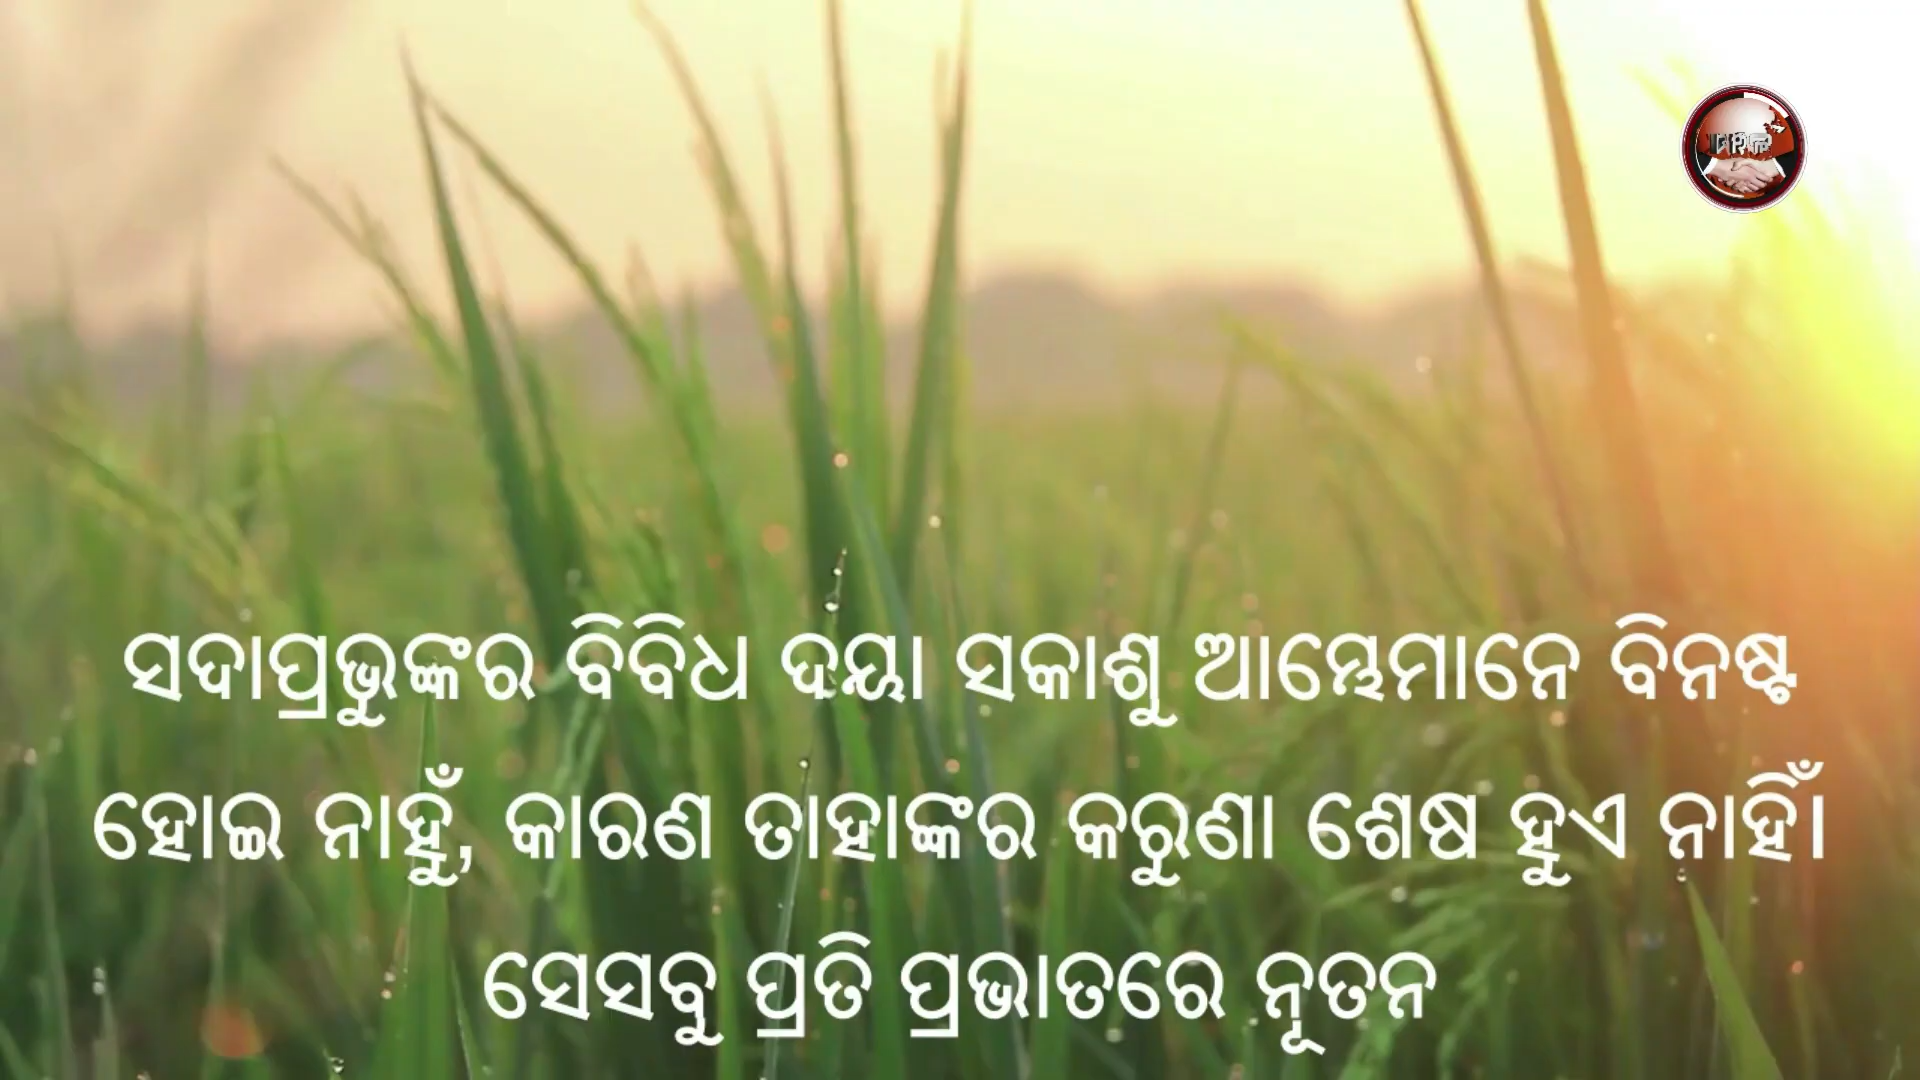 ସଦାପ୍ରଭୁଙ୍କର ବିବିଧ ଦୟା ସକାଶୁ ଆମ୍ଭେମାନେ ବିନଷ୍ଟ
ହୋଇ ନାହୁଁ, କାରଣ ତାହାଙ୍କର କରୁଣା ଶେଷ ହୁଏ ନାହିଁ।
ସେସବୁ ପ୍ରତି ପ୍ରଭାତରେ ନୂତନ